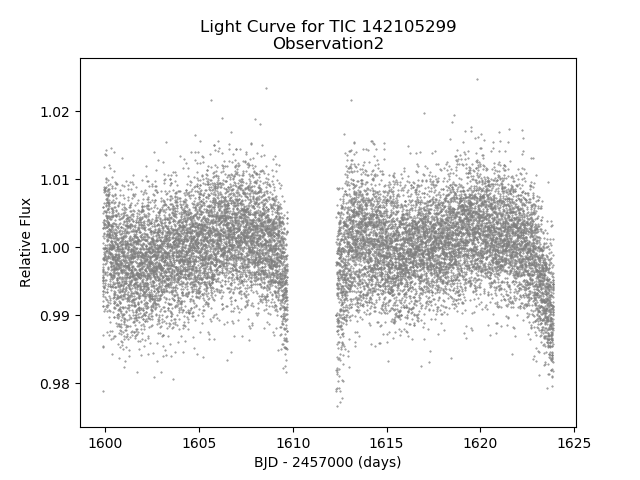 Light Curve for TIC 142105299
Observation2
1.02
1.01
1.00
0.99
0.98
Relative Flux
1600 1605 1610 1615 1620 1625
BJD - 2457000 (days)